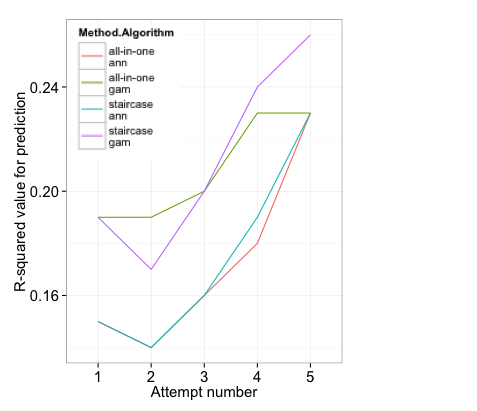 Method.Algorithm
all-in-one
ann
all-in-one
gam
staircase
ann
staircase
gam
R-squared value for prediction
0.24
0.20
0.16
1 2 3 4 5
Attempt number